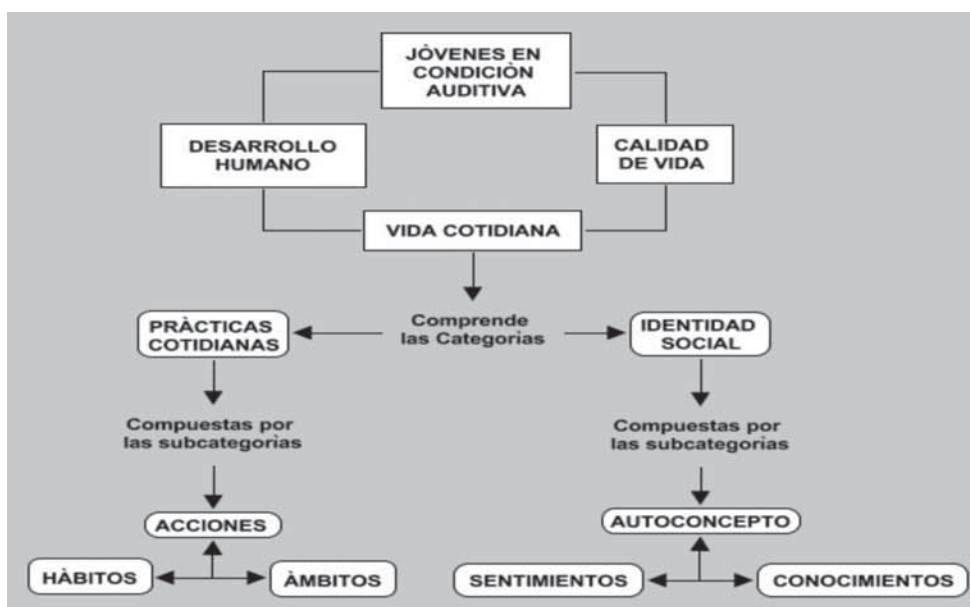 JÒVENES EN
CONDICIÒN
AUDITIVA
DESARROLLO
HUMANO
CALIDAD
DE VIDA
VIDA COTIDIANA
Comprende
las Categorias
PRÀCTICAS
COTIDIANAS
IDENTIDAD
SOCIAL
Compuestas por
las subcategorias
Compuestas por
las subcategorias
ACCIONES
AUTOCONCEPTO
HÀBITOS
ÀMBITOS
SENTIMIENTOS
CONOCIMIENTOS